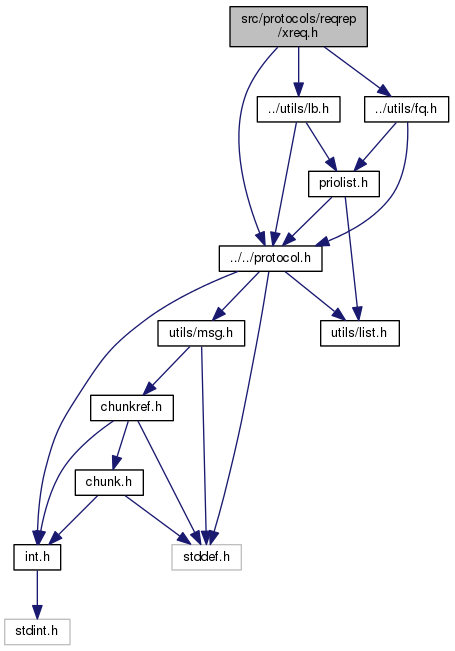 src/protocols/reqrep
/xreq.h
../utils/lb.h
../utils/fq.h
priolist.h
../../protocol.h
utils/msg.h
utils/list.h
chunkref.h
chunk.h
int.h
stddef.h
stdint.h